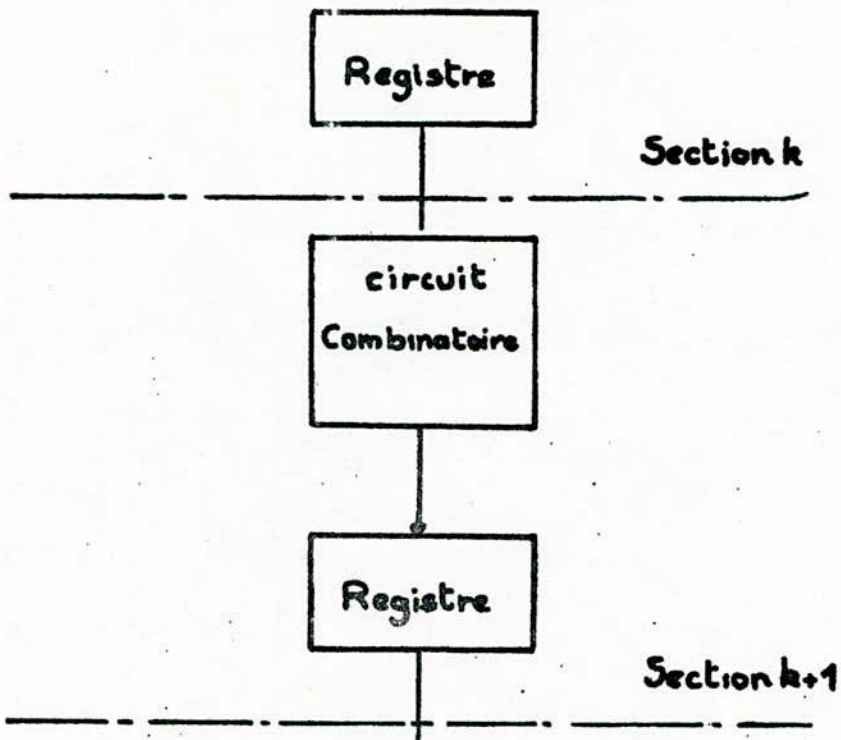 Registre
Section k
circuit
Combinatoire
Registre
Section k+1